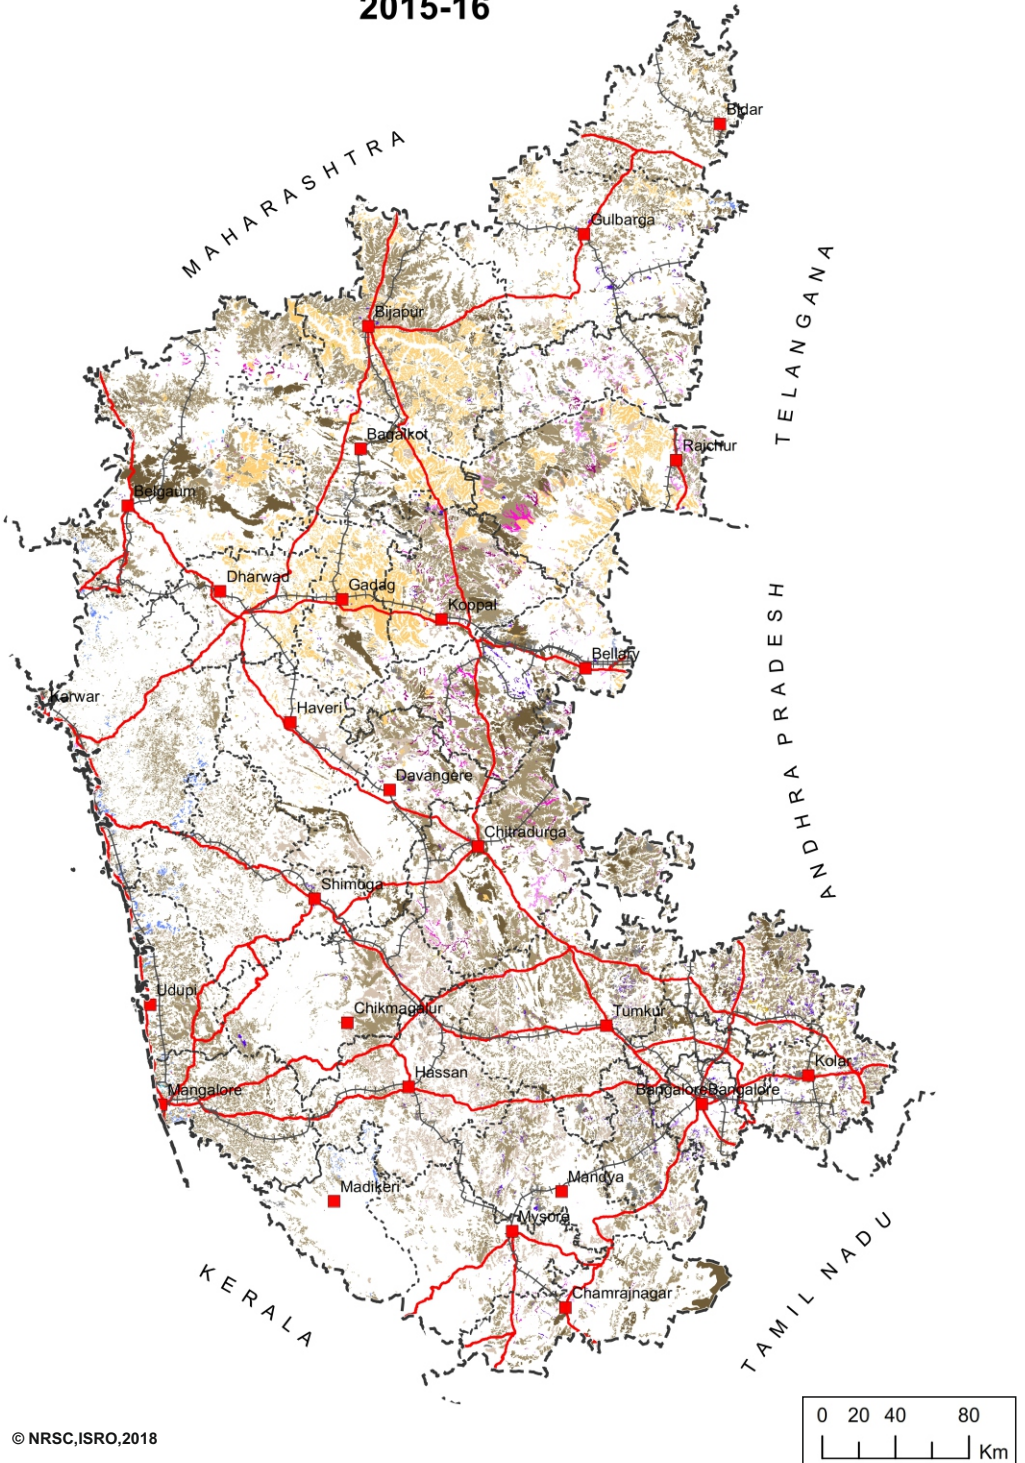 2015-16
Bidar
MAHARASHTRA
Gulbarga
TELANGANA
Bijapur
Bagalkot
Raichur
Belgaum
Dharwad
Gadag
Koppal
Bellary
ANDHRA PRADESH
Karwar
Haveri
Davangere
Chitradurga
Shimoga
Udupi
Chikmagalur
Tumkur
Kolar
Hassan
Mangalore
Bangalore Bangalore
Mandya
Madikeri
Mysore
TAMIL NADU
KERALA
Chamrajnagar
0 20 40 80
Km
© NRSC,ISRO,2018